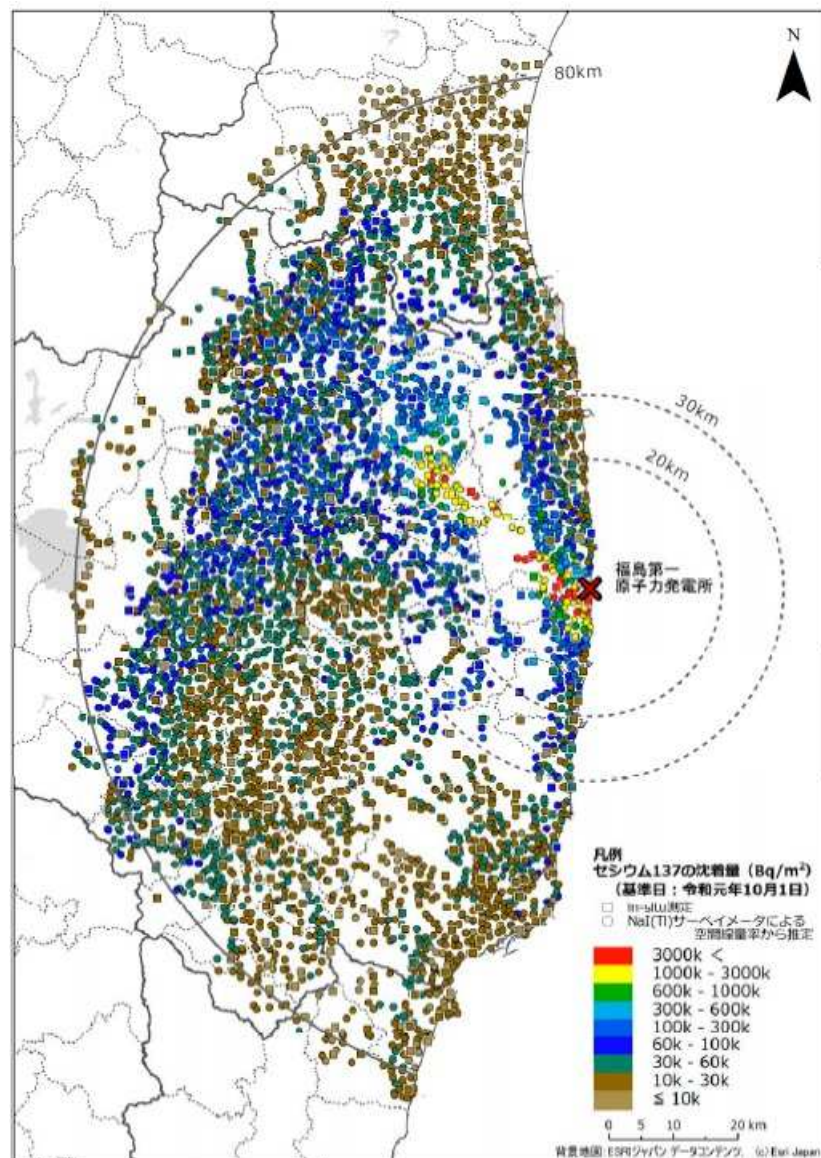 N
80km
30km
20km
福島第一
原子力発電所
凡例
セシウム137の沈着量（Bq/m²）
（基準日：令和元年10月1日）
In-situ測定
NaI(Tl)サーベイメータによる
空間線量率から推定
3000k <
1000k - 3000k
600k - 1000k
300k - 600k
100k - 300k
60k - 100k
30k - 60k
10k - 30k
≦ 10k
0 5 10 20 km
背景地図: ESRIジャパン データコンテンツ, (c) Esri Japan